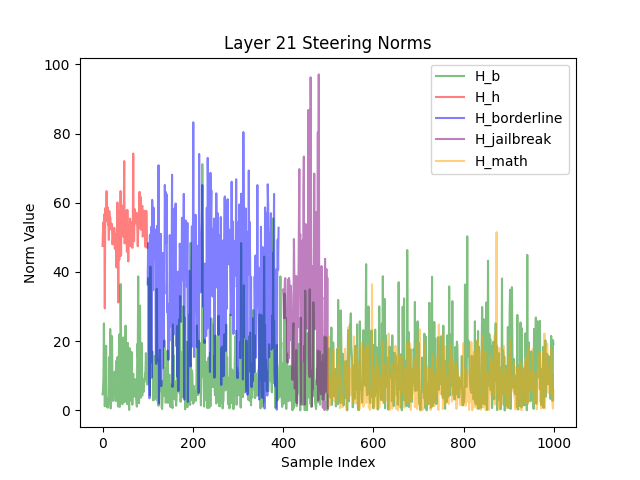 Layer 21 Steering Norms
100
80
60
40
20
0
Norm Value
H_b
H_h
H_borderline
H_jailbreak
H_math
0
200
400
600
800
1000
Sample Index